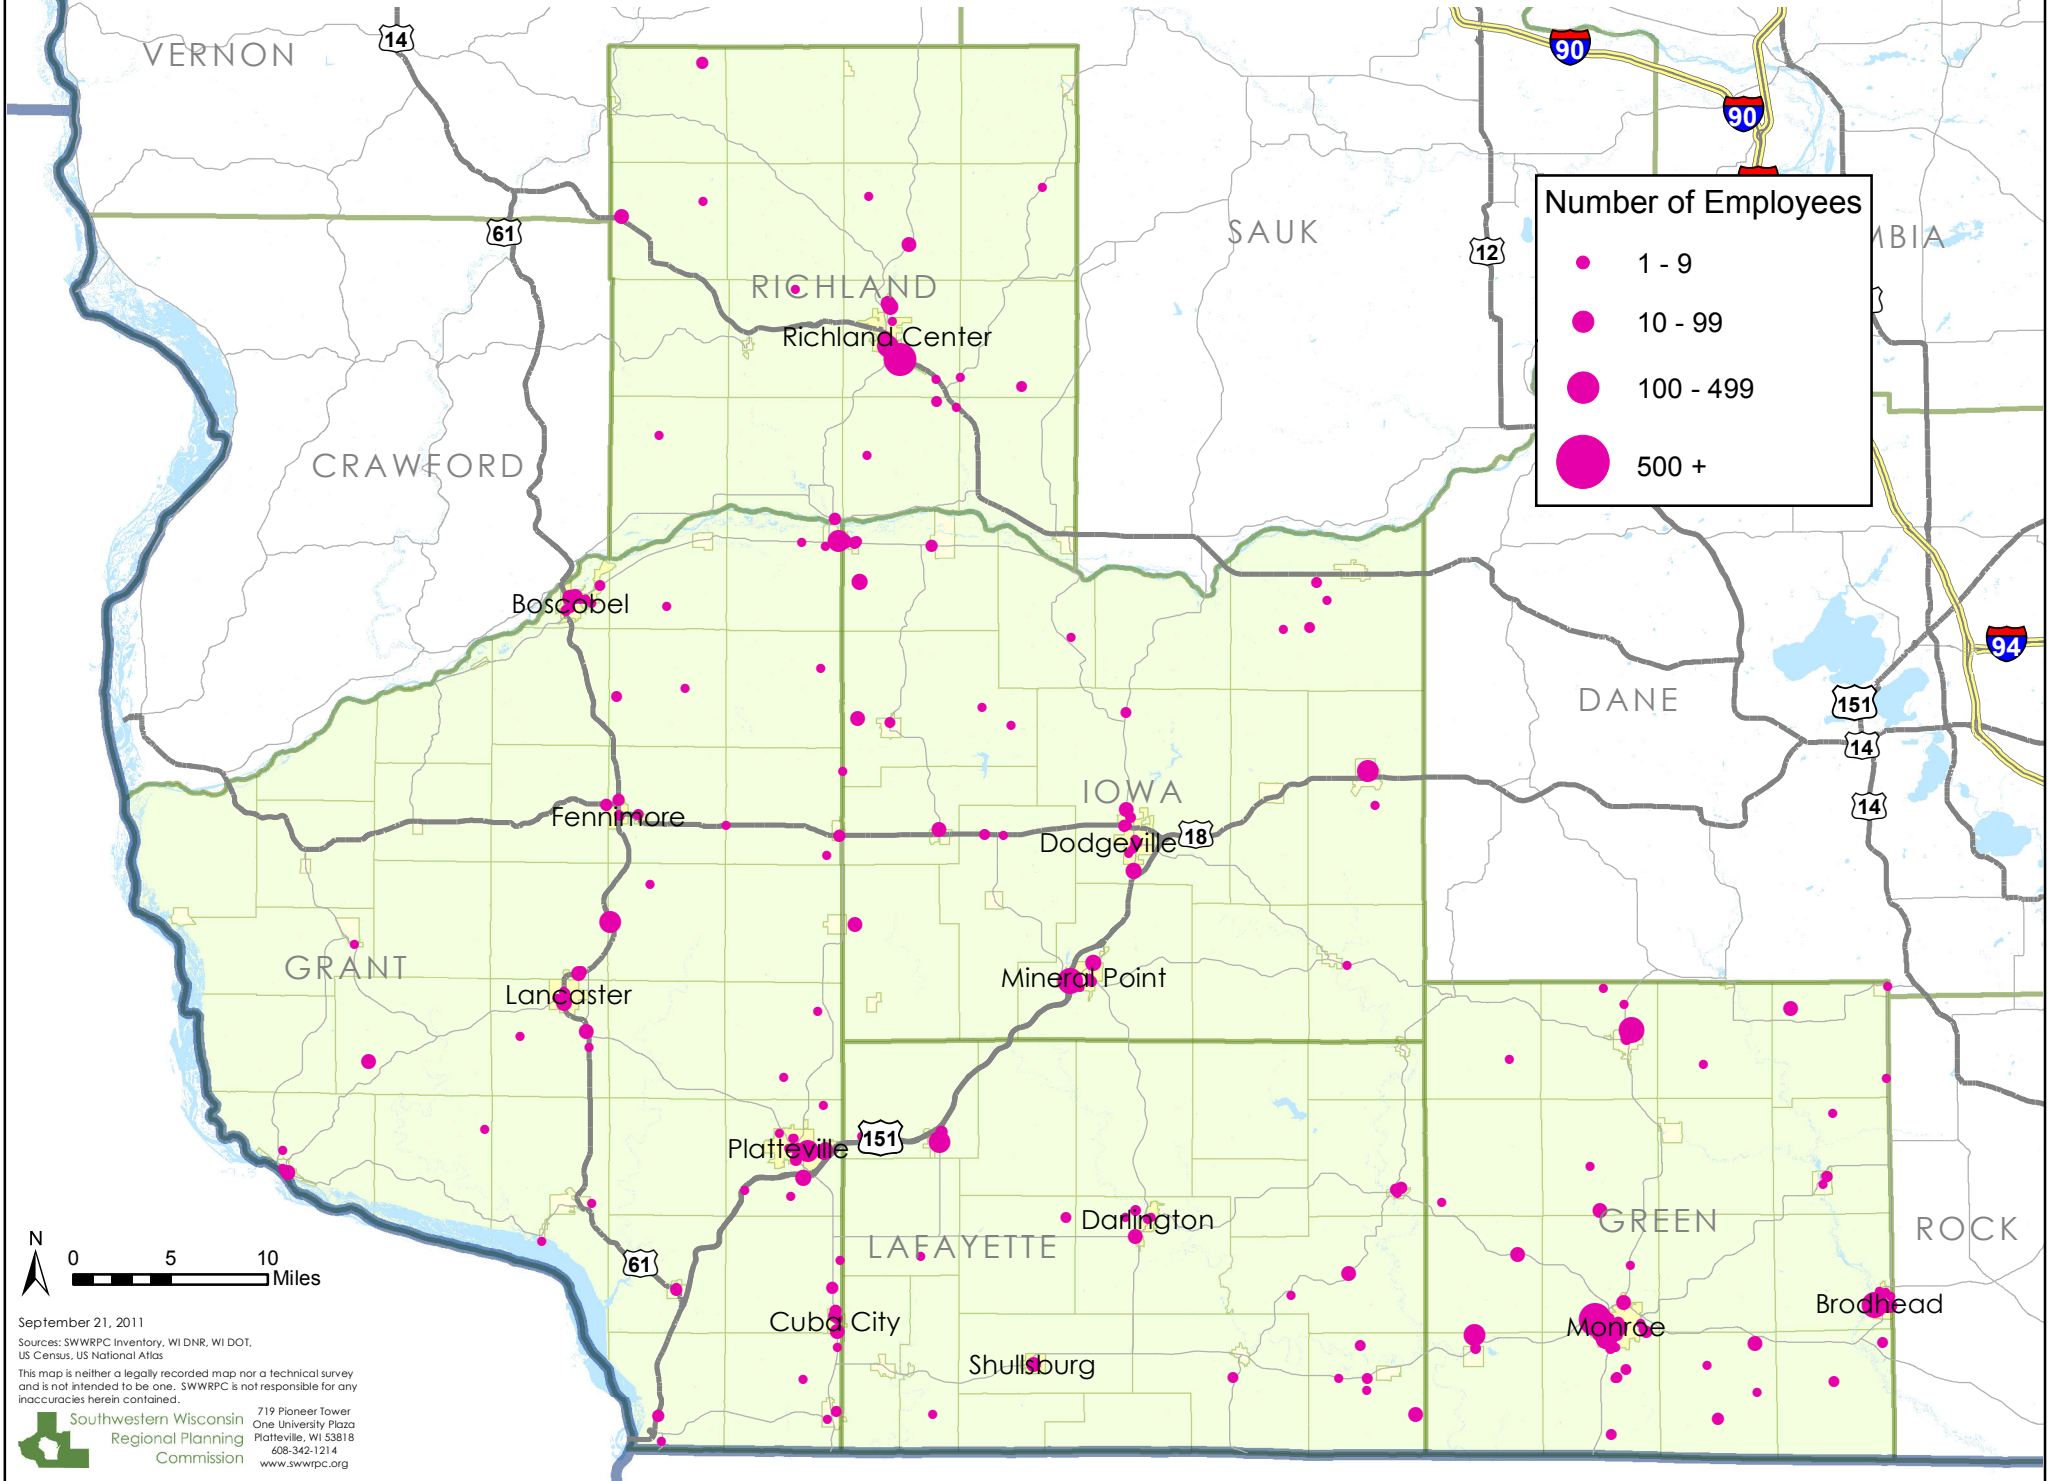 VERNON
14
90
90
61
SAUK
12
Number of Employees
1 - 9
10 - 99
100 - 499
500 +
MBIA
RICHLAND
Richland Center
CRAWFORD
Boscobel
94
DANE
151
14
14
IOWA
Fennimore
Dodgeville
18
GRANT
Lancaster
Mineral Point
Platteville
151
Darlington
LAFAYETTE
GREEN
ROCK
61
Cuba City
Shullsburg
Monroe
Brodhead
N
0 5 10
Miles
September 21, 2011
Sources: SWWRPC Inventory, WI DNR, WI DOT,
US Census, US National Atlas
This map is neither a legally recorded map nor a technical survey
and is not intended to be one. SWWRPC is not responsible for any
inaccuracies herein contained.
Southwestern Wisconsin
Regional Planning
Commission
719 Pioneer Tower
One University Plaza
Platteville, WI 53818
608-342-1214
www.swwrpc.org